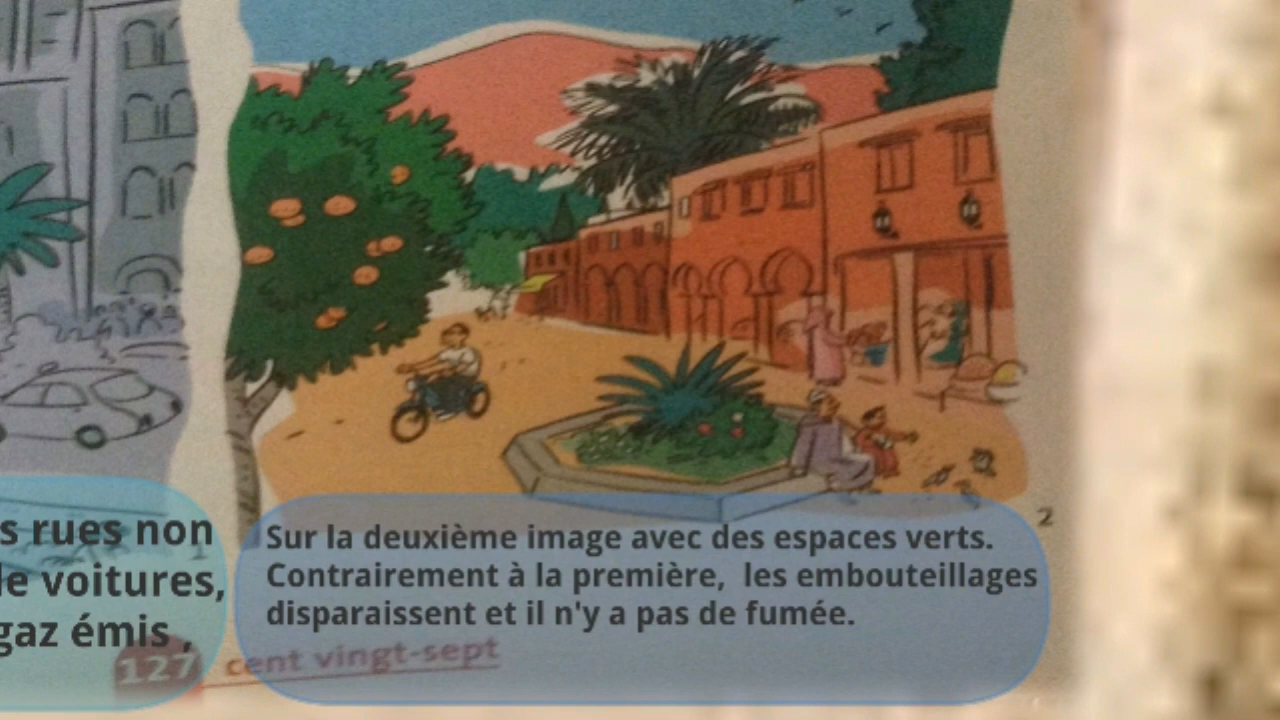 s rues non
le voitures,
gaz émis ,
1
Sur la deuxième image avec des espaces verts.
Contrairement à la première, les embouteillages
disparaissent et il n'y a pas de fumée.
2
127 cent vingt-sept